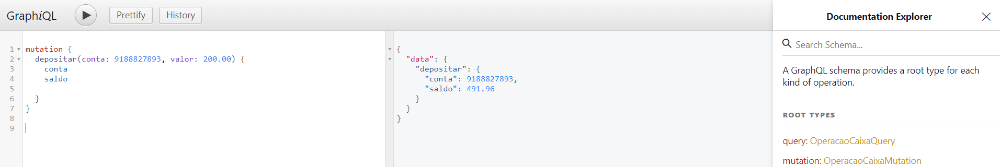 GraphiQL
Prettify
History
1 mutation {
2 depositar(conta: 9188827893, valor: 200.00) {
3 conta
4 saldo
5
6 }
7 }
8
9
{
"data": {
"depositar": {
"conta": 9188827893,
"saldo": 491.96
}
}
}
Documentation Explorer
Search Schema...
A GraphQL schema provides a root type for each
kind of operation.
ROOT TYPES
query: OperacaoCaixaQuery
mutation: OperacaoCaixaMutation